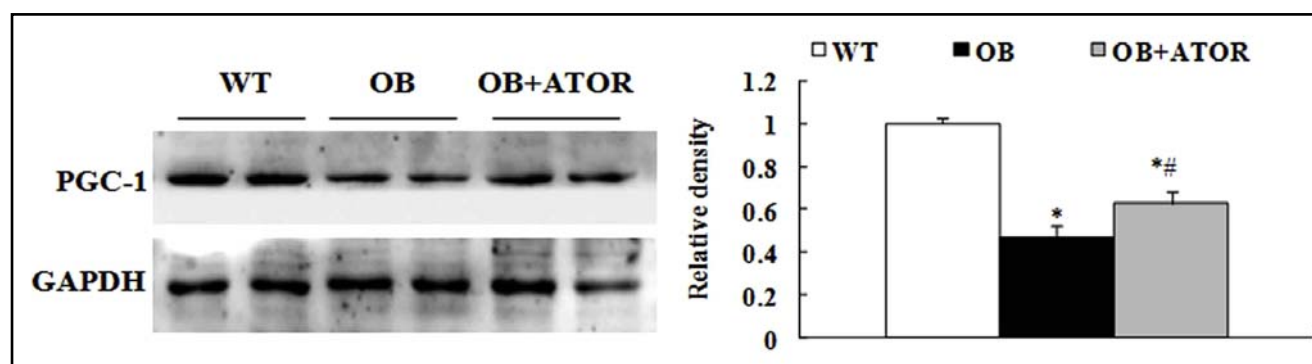 WT OB OB+ATOR
PGC-1
GAPDH
WT OB OB+ATOR
Relative density
1.2
1
0.8
0.6
0.4
0.2
0
*
*#